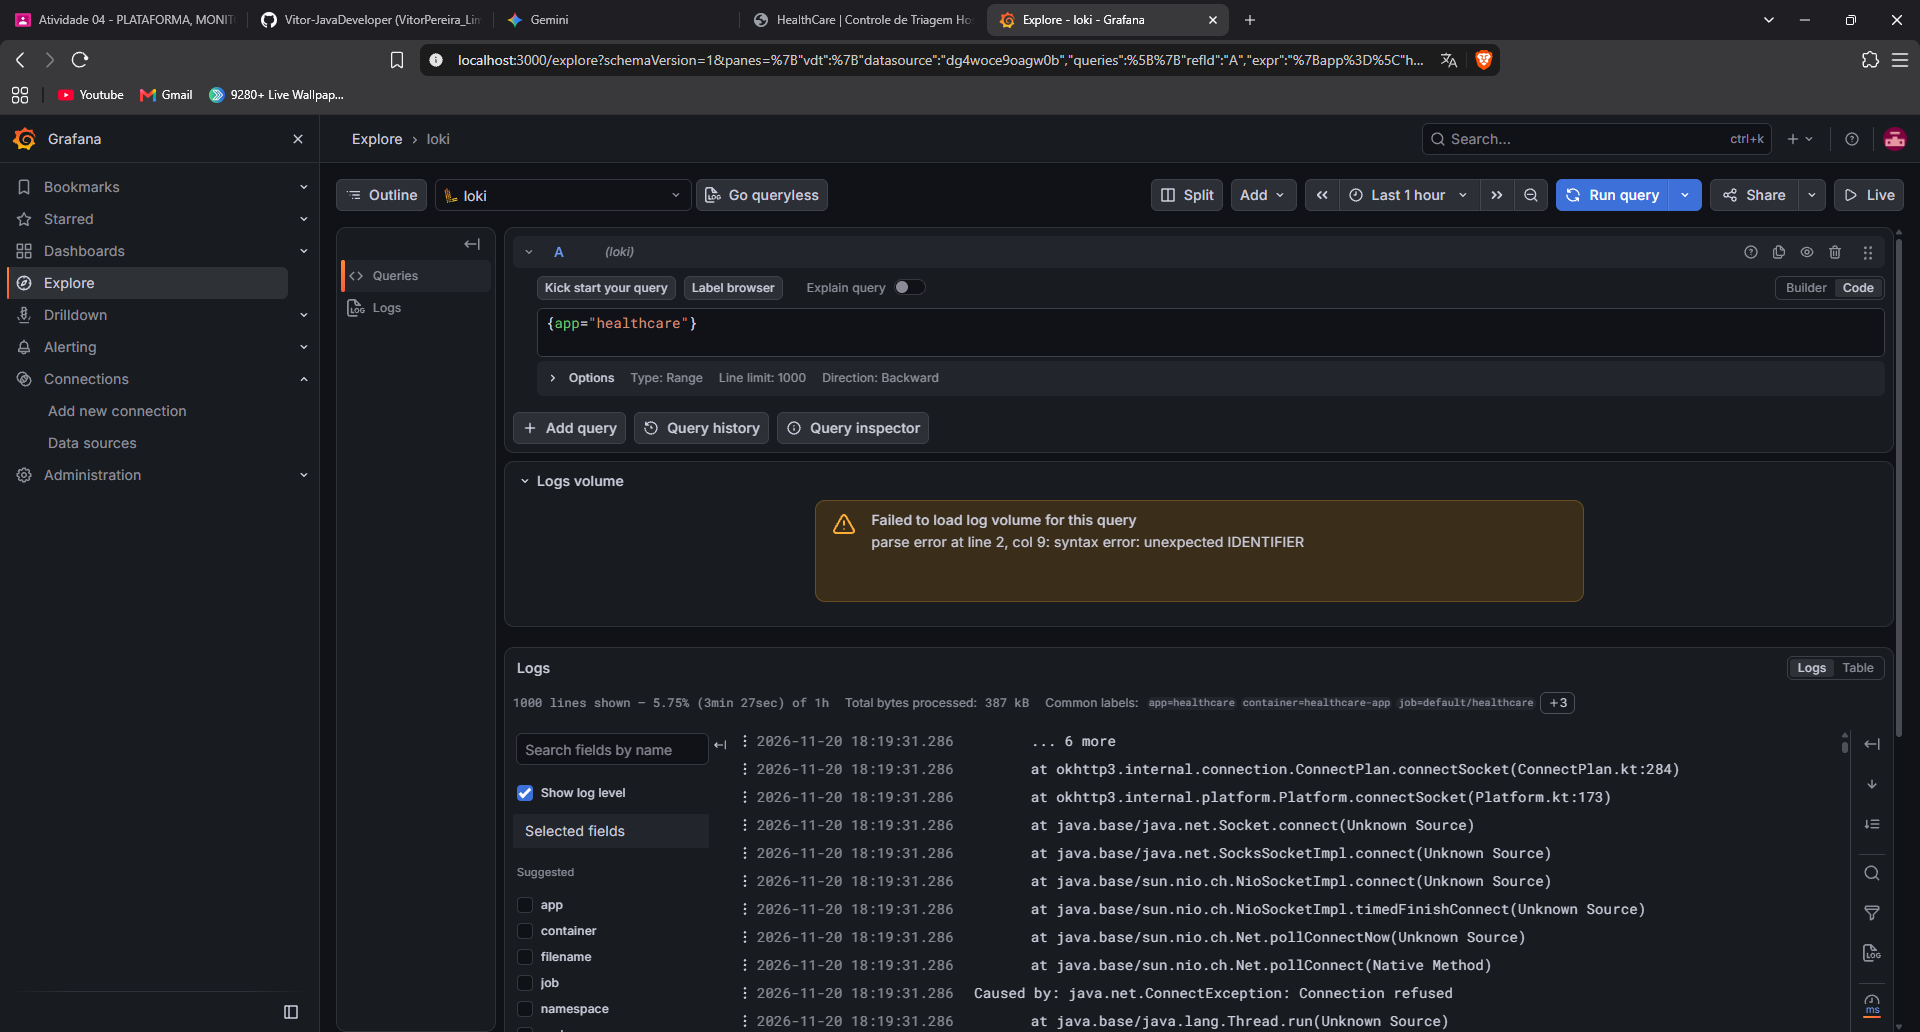 Atividade 04 - PLATAFORMA, MONIT
Vitor-JavaDeveloper (VitorPereira_Lim
Gemini
HealthCare | Controle de Triagem Hos
Explore - loki - Grafana
localhost:3000/explore?schemaVersion=1&panes=%7B"vdt":%7B"datasource":"dg4woce9oagw0b","queries":%5B%7B"refId":"A","expr":"%7Bapp%3D%5C"h...
Youtube
Gmail
9280+ Live Wallpap...
Grafana
Explore › loki
Search...
ctrl+k
Bookmarks
Starred
Dashboards
Explore
Drilldown
Alerting
Connections
Add new connection
Data sources
Administration
Outline
loki
Go queryless
Split
Add
Last 1 hour
Run query
Share
Live
Queries
Logs
A (loki)
Kick start your query
Label browser
Explain query
Builder
Code
{app="healthcare"}
Options Type: Range Line limit: 1000 Direction: Backward
Add query
Query history
Query inspector
Logs volume
Failed to load log volume for this query
parse error at line 2, col 9: syntax error: unexpected IDENTIFIER
Logs
Logs
Table
1000 lines shown — 5.75% (3min 27sec) of 1h Total bytes processed: 387 kB Common labels: app=healthcare container=healthcare-app job=default/healthcare +3
Search fields by name
Show log level
Selected fields
Suggested
app
container
filename
job
namespace
2026-11-20 18:19:31.286 ... 6 more
2026-11-20 18:19:31.286 at okhttp3.internal.connection.ConnectPlan.connectSocket(ConnectPlan.kt:284)
2026-11-20 18:19:31.286 at okhttp3.internal.platform.Platform.connectSocket(Platform.kt:173)
2026-11-20 18:19:31.286 at java.base/java.net.Socket.connect(Unknown Source)
2026-11-20 18:19:31.286 at java.base/java.net.SocksSocketImpl.connect(Unknown Source)
2026-11-20 18:19:31.286 at java.base/sun.nio.ch.NioSocketImpl.connect(Unknown Source)
2026-11-20 18:19:31.286 at java.base/sun.nio.ch.NioSocketImpl.timedFinishConnect(Unknown Source)
2026-11-20 18:19:31.286 at java.base/sun.nio.ch.Net.pollConnectNow(Unknown Source)
2026-11-20 18:19:31.286 at java.base/sun.nio.ch.Net.pollConnect(Native Method)
2026-11-20 18:19:31.286 Caused by: java.net.ConnectException: Connection refused
2026-11-20 18:19:31.286 at java.base/java.lang.Thread.run(Unknown Source)
LOG
ms